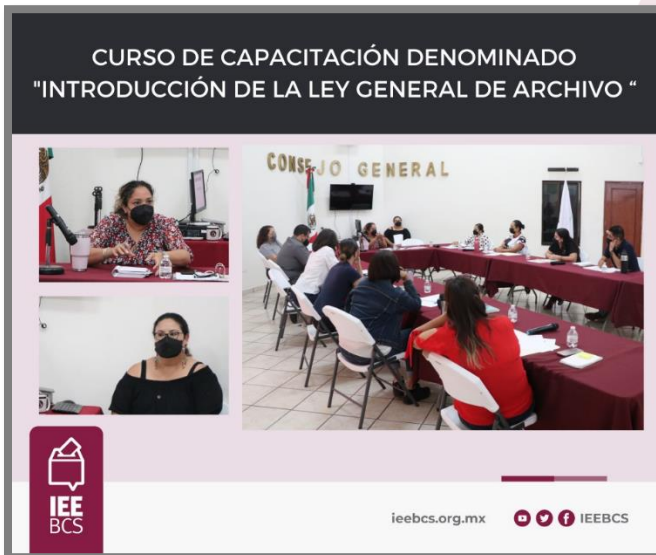 CURSO DE CAPACITACIÓN DENOMINADO
"INTRODUCCIÓN DE LA LEY GENERAL DE ARCHIVO “
CONSEJO GENERAL
IEE
BCS
ieebcs.org.mx
IEEBCS